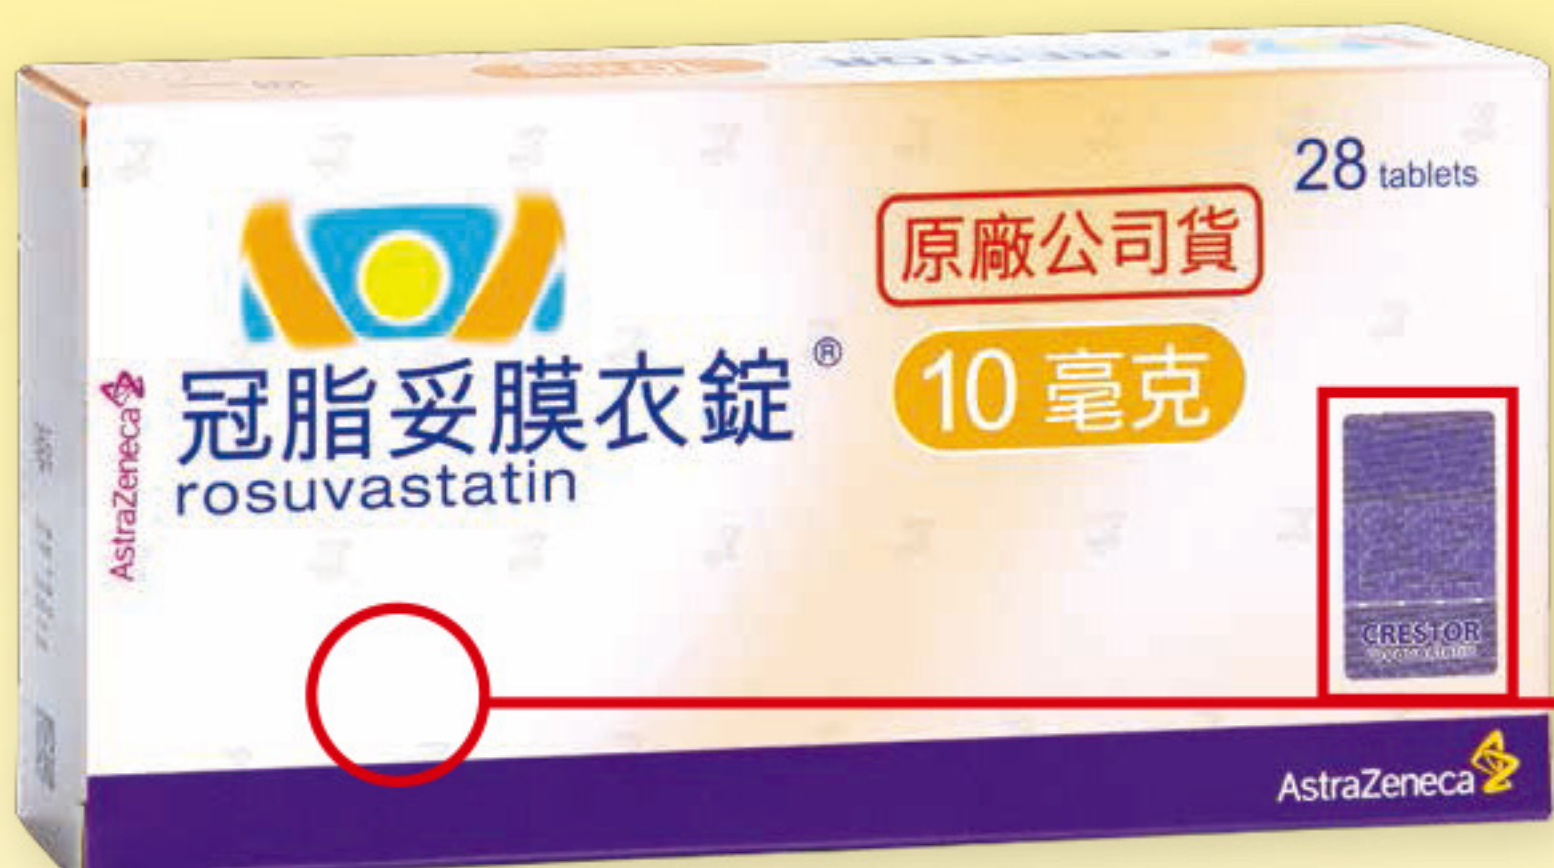 CRESTOR
28 tablets
原廠公司貨
10 毫克
冠脂妥膜衣錠®
rosuvastatin
AstraZeneca
CRESTOR
AstraZeneca